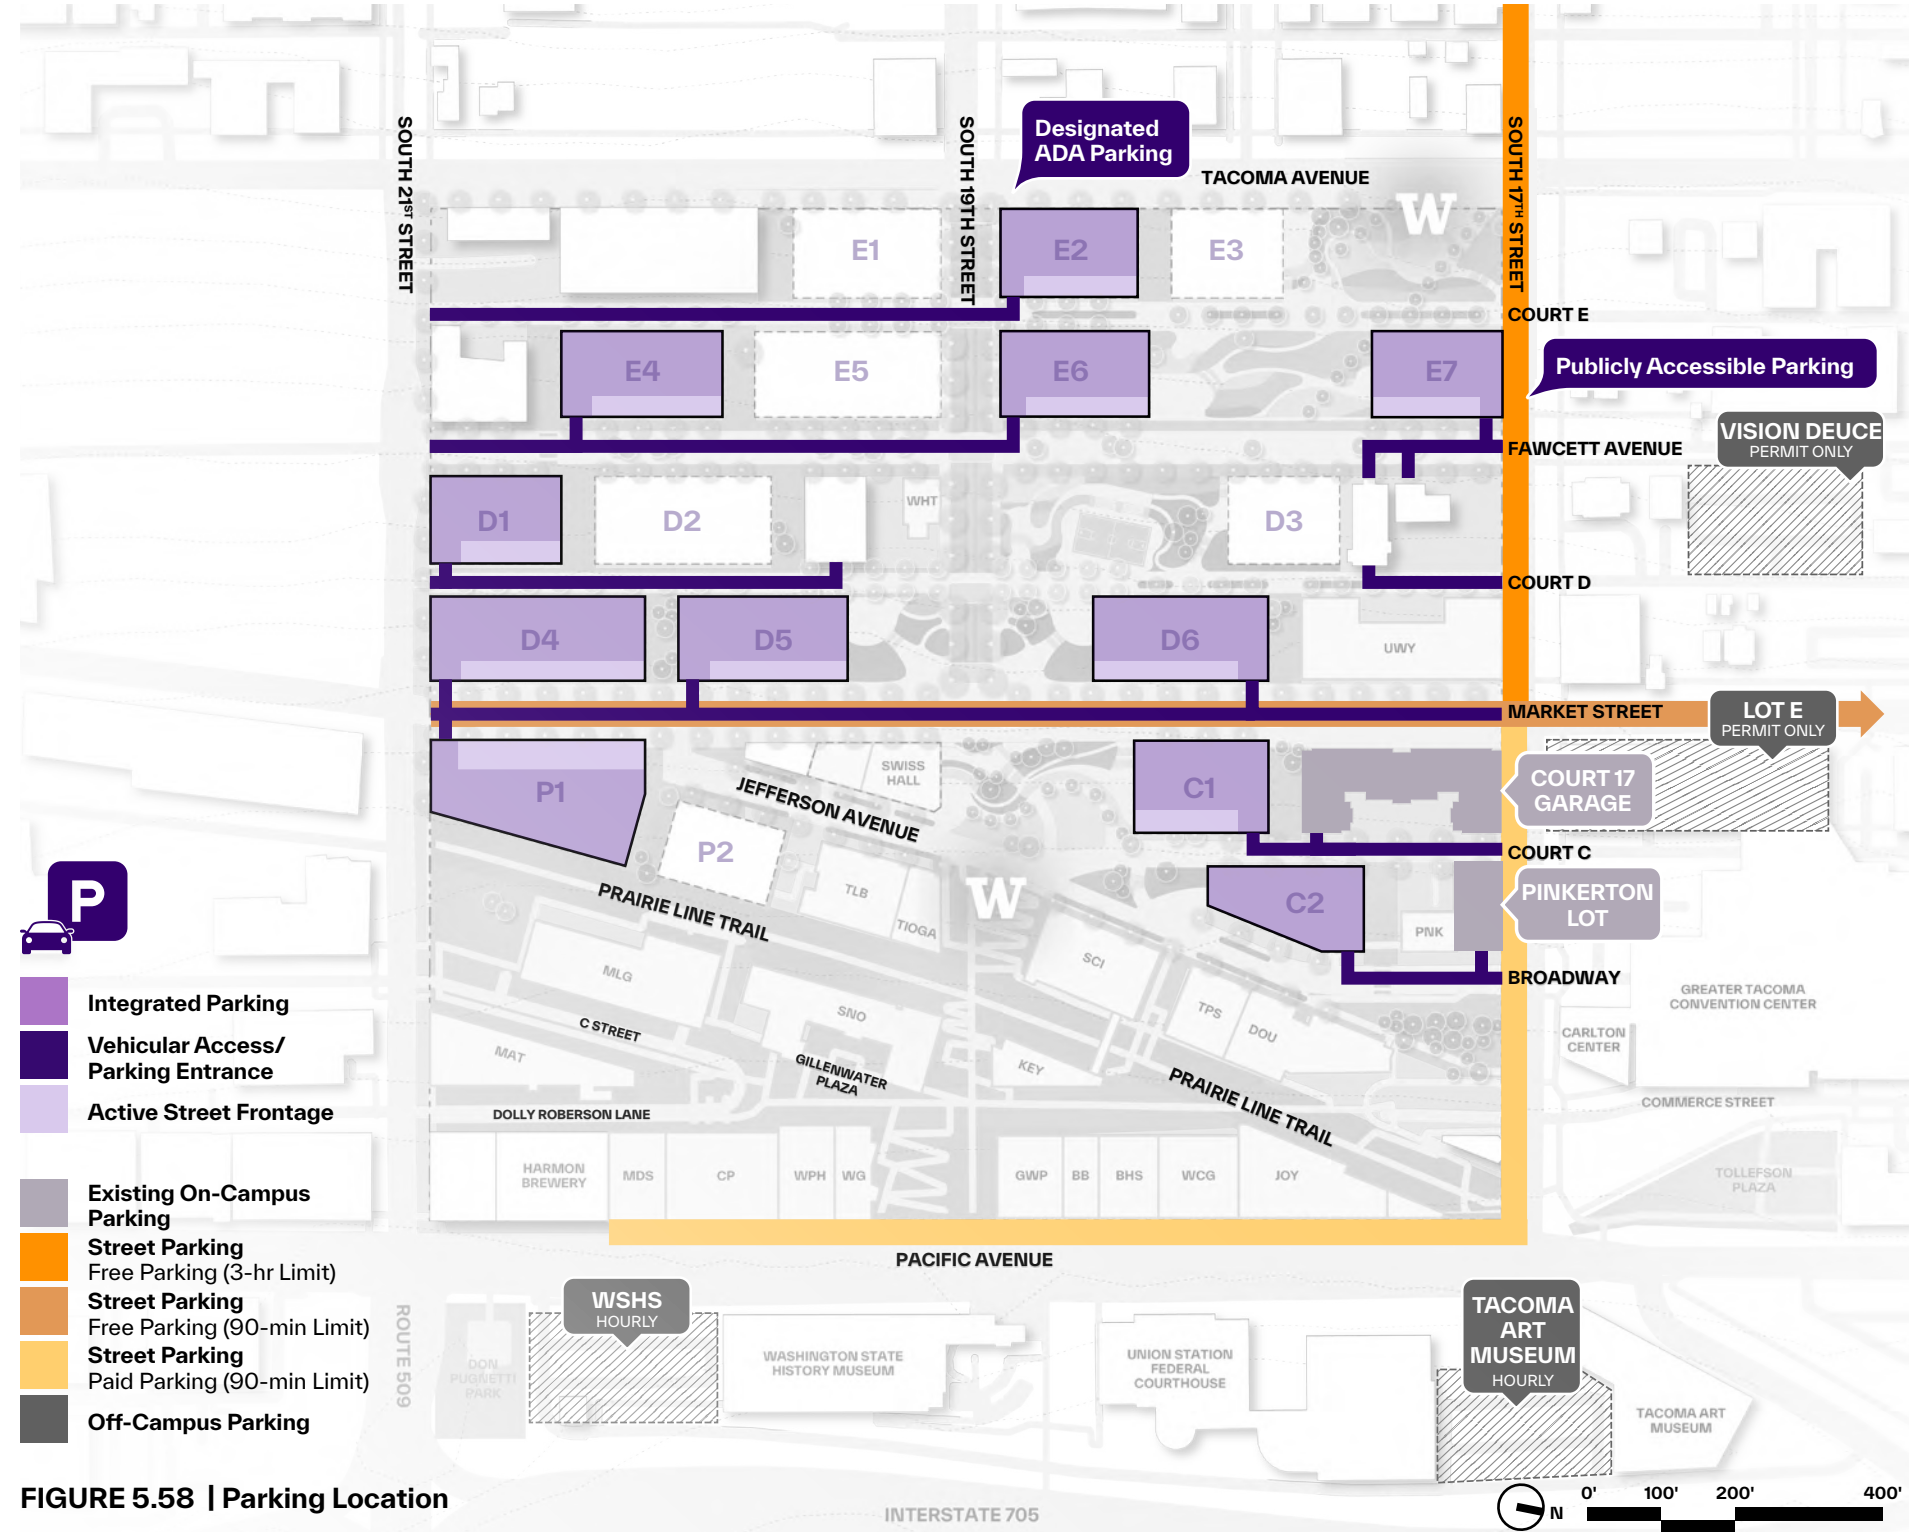 Designated
ADA Parking
TACOMA AVENUE
SOUTH 21ST STREET
SOUTH 19TH STREET
SOUTH 17TH STREET
W
E1
E2
E3
COURT E
E4
E5
E6
E7
Publicly Accessible Parking
VISION DEUCE
PERMIT ONLY
FAWCETT AVENUE
D1
D2
WHT
D3
COURT D
D4
D5
D6
UWY
MARKET STREET
LOT E
PERMIT ONLY
P1
SWISS
HALL
JEFFERSON AVENUE
C1
COURT 17
GARAGE
P2
COURT C
PRAIRIE LINE TRAIL
TLB
TIOGA
W
C2
PNK
PINKERTON
LOT
MLG
SCI
BROADWAY
SNO
TPS
DOU
GREATER TACOMA
CONVENTION CENTER
C STREET
MAT
GILLENWATER
PLAZA
KEY
CARLTON
CENTER
PRAIRIE LINE TRAIL
DOLLY ROBERSON LANE
COMMERCE STREET
HARMON
BREWERY
MDS
CP
WPH
WG
GWP
BB
BHS
WCG
JOY
TOLLEFSON
PLAZA
PACIFIC AVENUE
ROUTE 509
DON
PUGNETTI
PARK
WSHS
HOURLY
WASHINGTON STATE
HISTORY MUSEUM
UNION STATION
FEDERAL
COURTHOUSE
TACOMA
ART
MUSEUM
HOURLY
TACOMA ART
MUSEUM
INTERSTATE 705
P
Integrated Parking
Vehicular Access/
Parking Entrance
Active Street Frontage
Existing On-Campus
Parking
Street Parking
Free Parking (3-hr Limit)
Street Parking
Free Parking (90-min Limit)
Street Parking
Paid Parking (90-min Limit)
Off-Campus Parking
FIGURE 5.58 | Parking Location
N
0' 100' 200' 400'